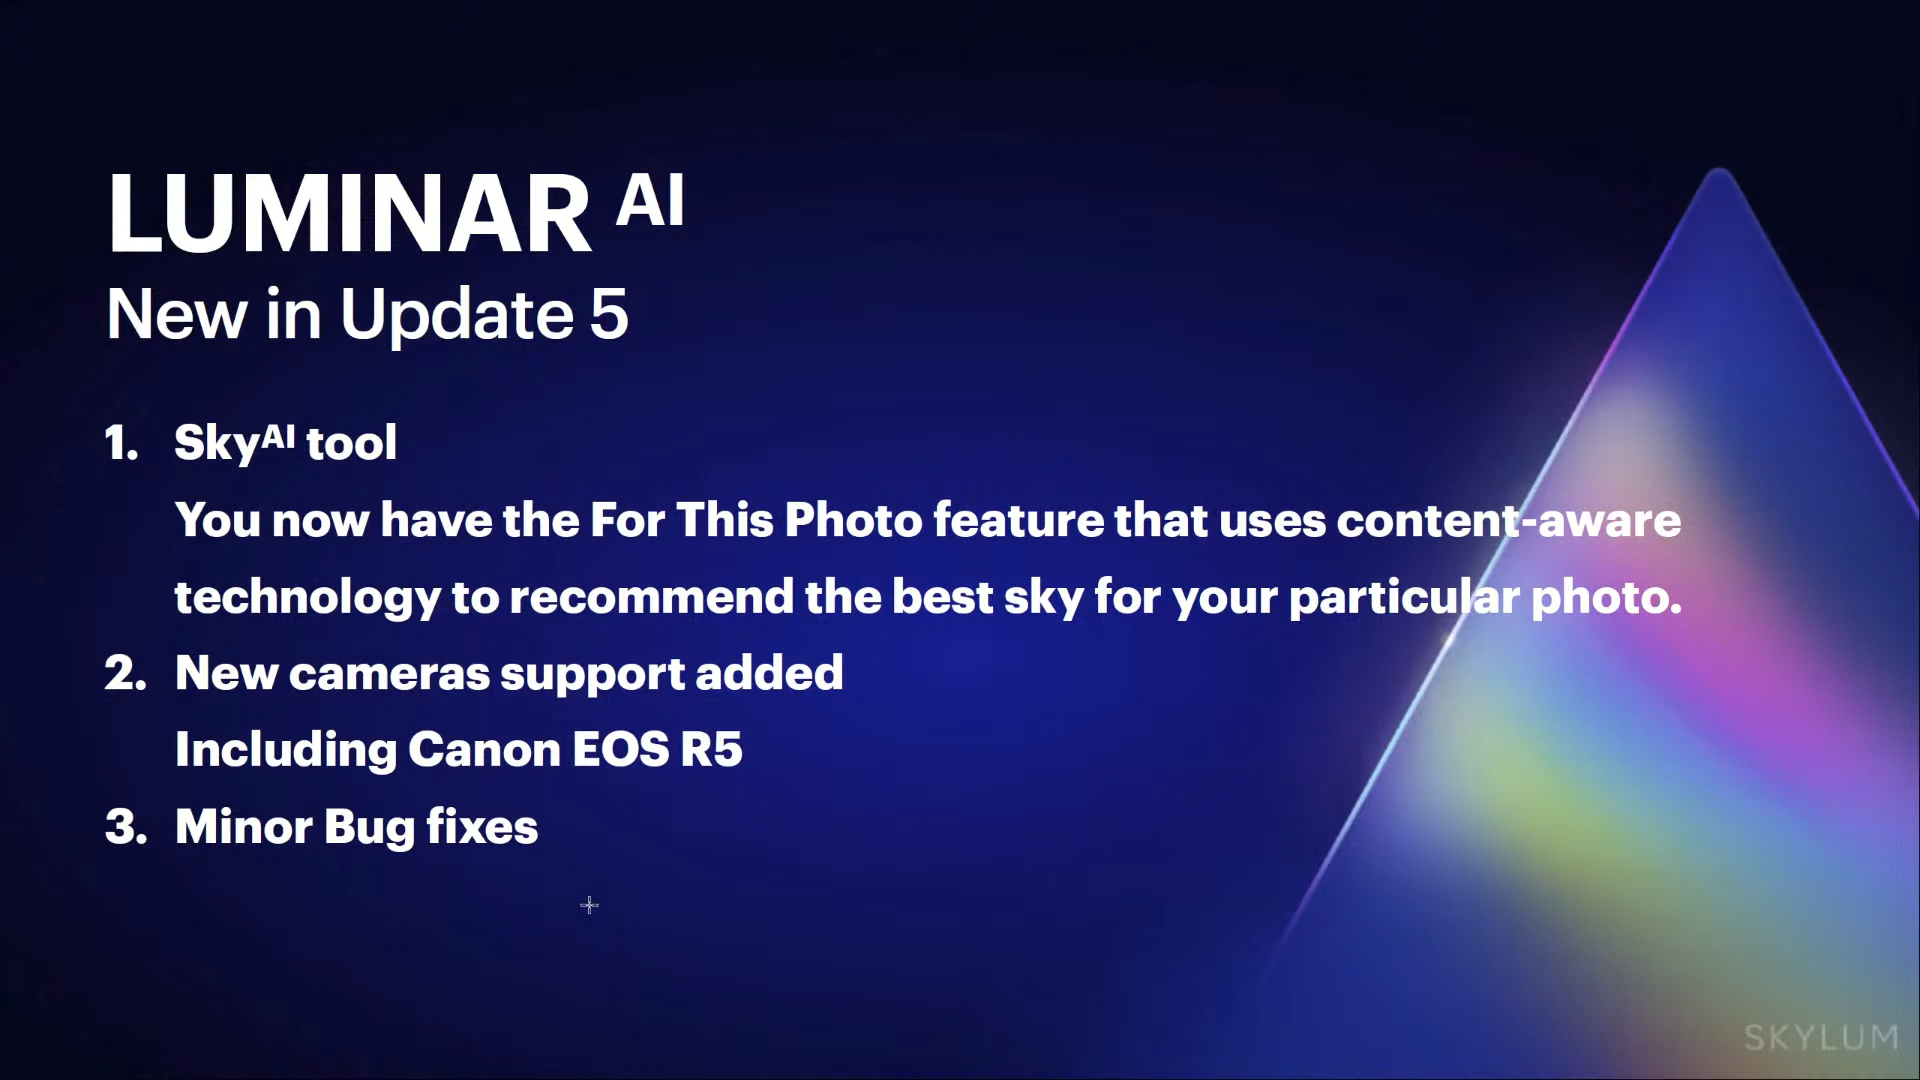 LUMINAR AI
New in Update 5
1. SkyAI tool
You now have the For This Photo feature that uses content-aware
technology to recommend the best sky for your particular photo.
2. New cameras support added
Including Canon EOS R5
3. Minor Bug fixes
SKYLUM